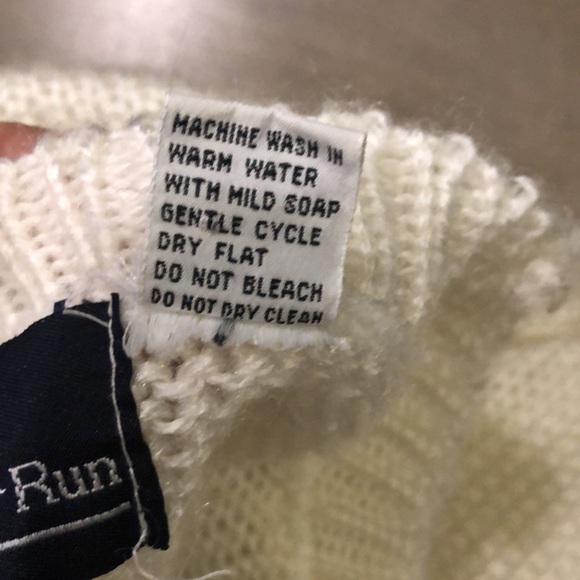 MACHINE WASH IN
WARM WATER
WITH MILD SOAP
GENTLE CYCLE
DRY FLAT
DO NOT BLEACH
DO NOT DRY CLEAN
-Run